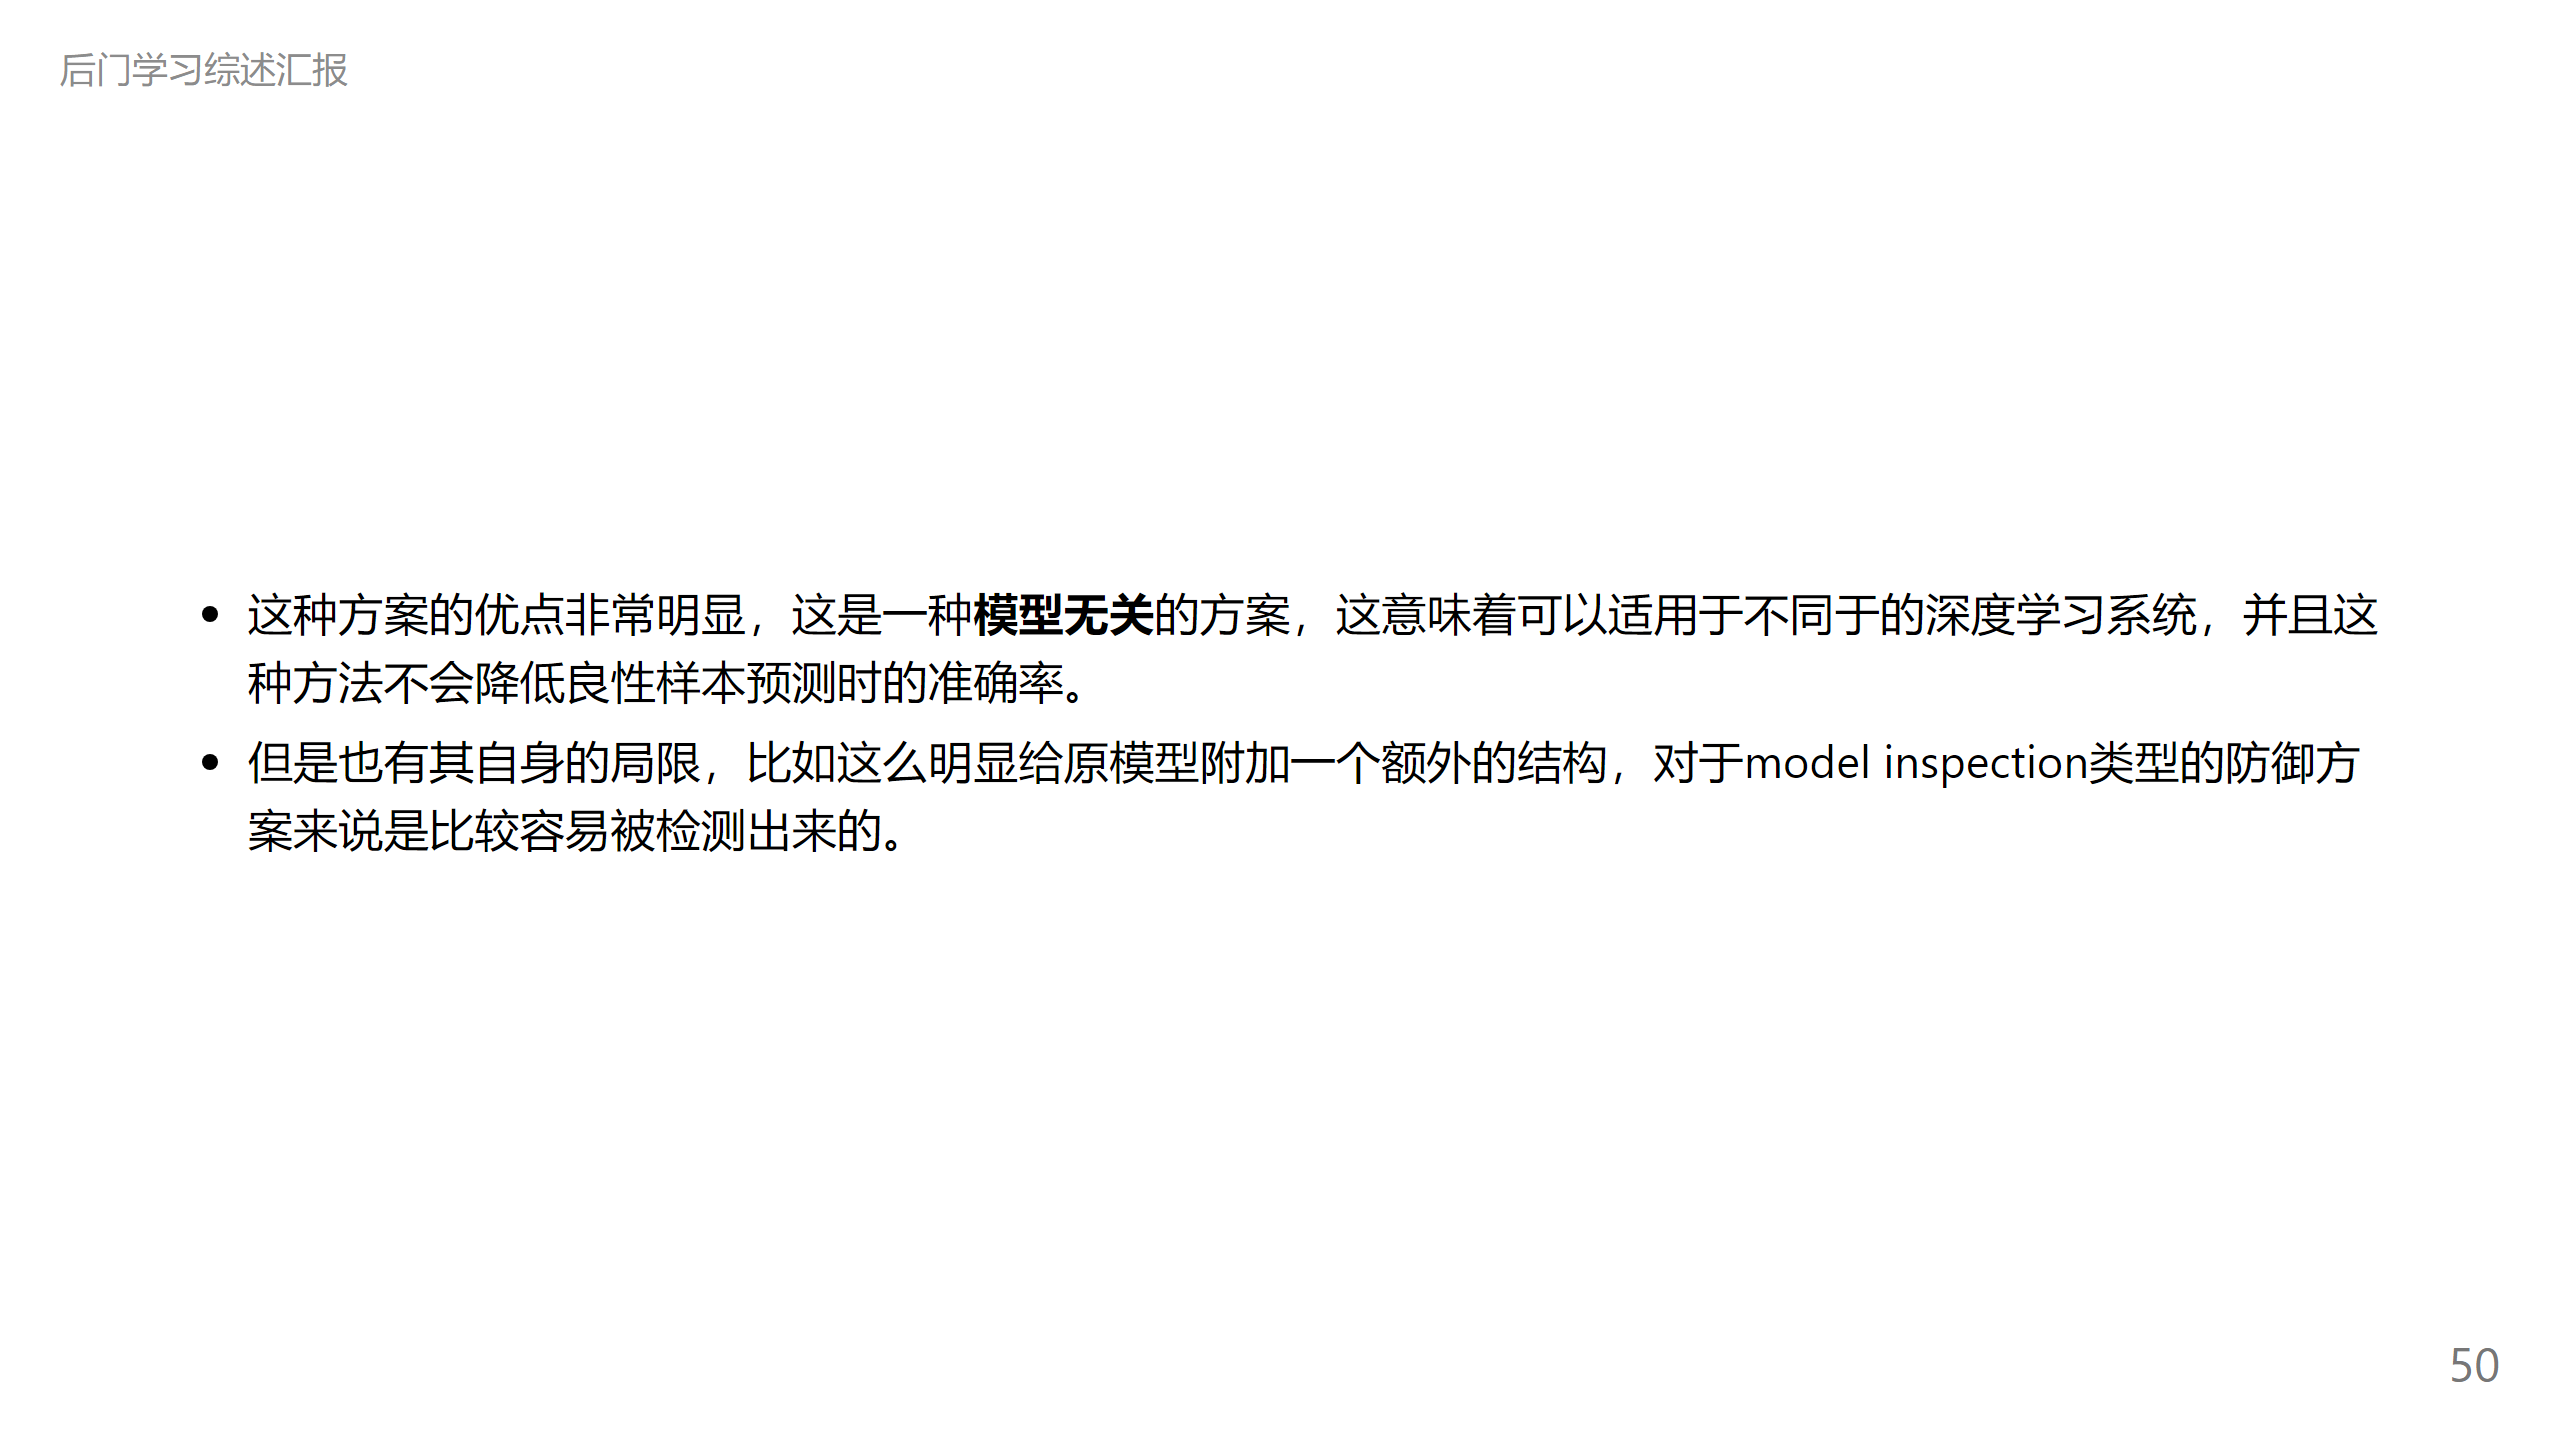 后门学习综述汇报
• 这种方案的优点非常明显，这是一种模型无关的方案，这意味着可以适用于不同于的深度学习系统，并且这
种方法不会降低良性样本预测时的准确率。
• 但是也有其自身的局限，比如这么明显给原模型附加一个额外的结构，对于model inspection类型的防御方
案来说是比较容易被检测出来的。
50